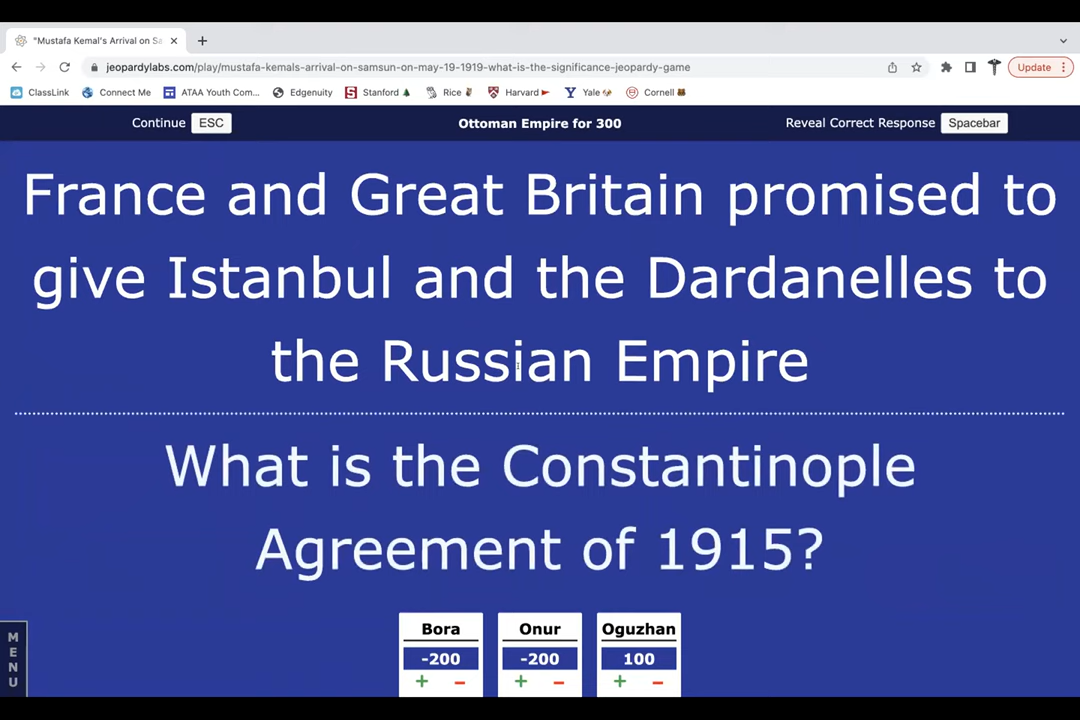 "Mustafa Kemal's Arrival on Sa
jeopardylabs.com/play/mustafa-kemals-arrival-on-samsun-on-may-19-1919-what-is-the-significance-jeopardy-game
Update
ClassLink Connect Me ATAA Youth Com... Edgenuity Stanford Rice Harvard Yale Cornell
Continue ESC Ottoman Empire for 300 Reveal Correct Response Spacebar
France and Great Britain promised to
give Istanbul and the Dardanelles to
the Russian Empire
What is the Constantinople
Agreement of 1915?
MENU
Bora Onur Oguzhan
-200 -200 100
+ − + − + −